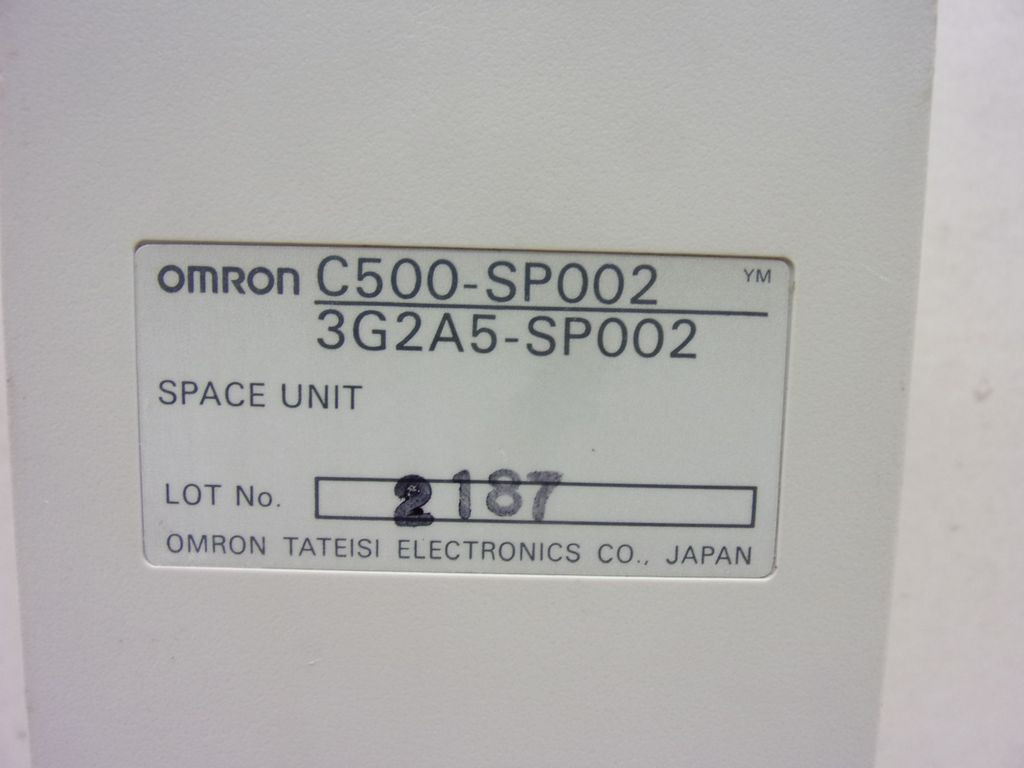 OMRON C500-SP002 YM
3G2A5-SP002
SPACE UNIT
LOT No. 2187
OMRON TATEISI ELECTRONICS CO., JAPAN